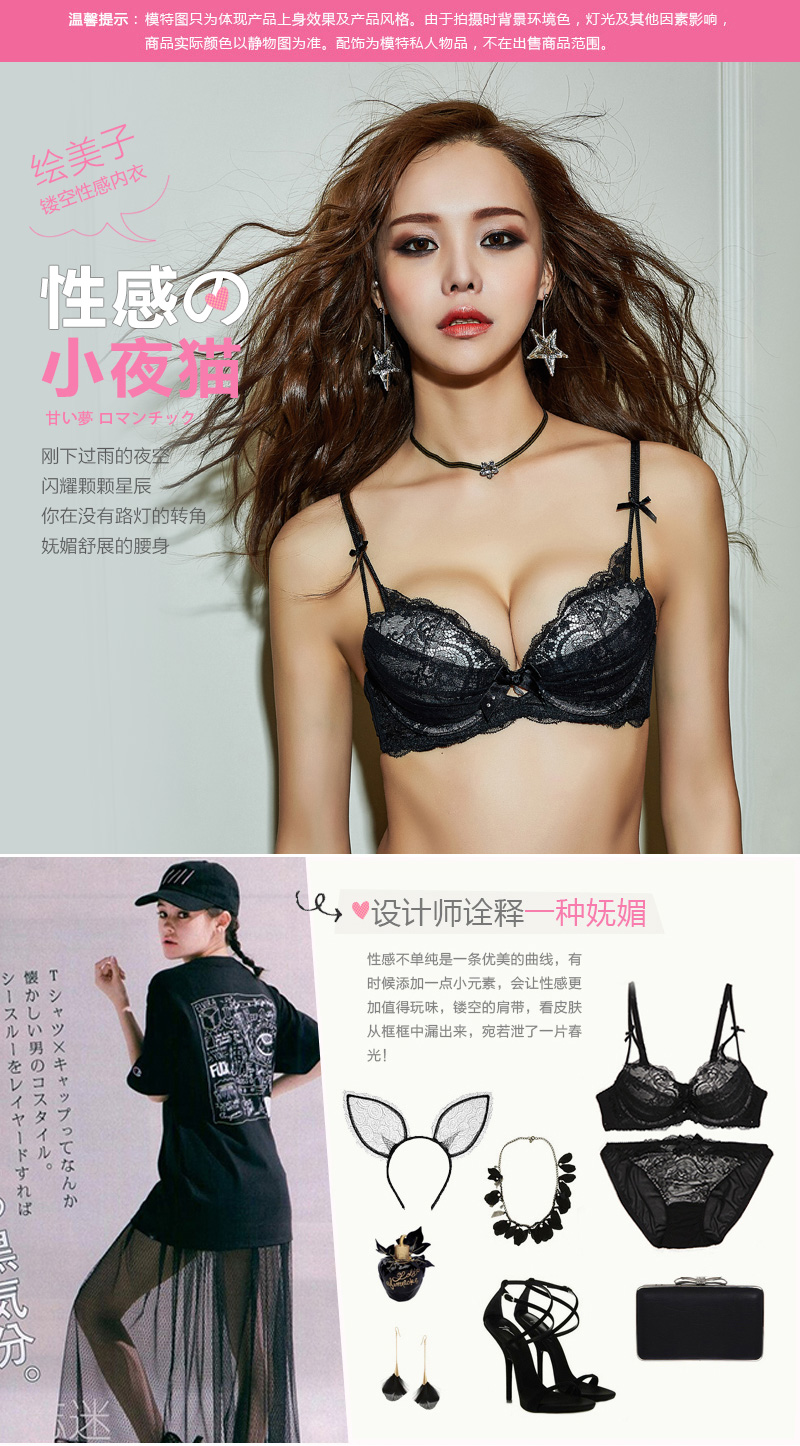 温馨提示：模特图只为体现产品上身效果及产品风格。由于拍摄时背景环境色，灯光及其他因素影响，
商品实际颜色以静物图为准。配饰为模特私人物品，不在出售商品范围。
绘美子
镂空性感内衣
性感の
小夜猫
甘い夢 ロマンチック
刚下过雨的夜空
闪耀颗颗星辰
你在没有路灯的转角
妩媚舒展的腰身
设计师诠释一种妩媚
性感不单纯是一条优美的曲线，有
时候添加一点小元素，会让性感更
加值得玩味，镂空的肩带，看皮肤
从框框中漏出来，宛若泄了一片春
光！
Tシャツ×キャップってなんか
懐かしい男のコスタイル。
シースルーをレイヤードすれば
黒気分。